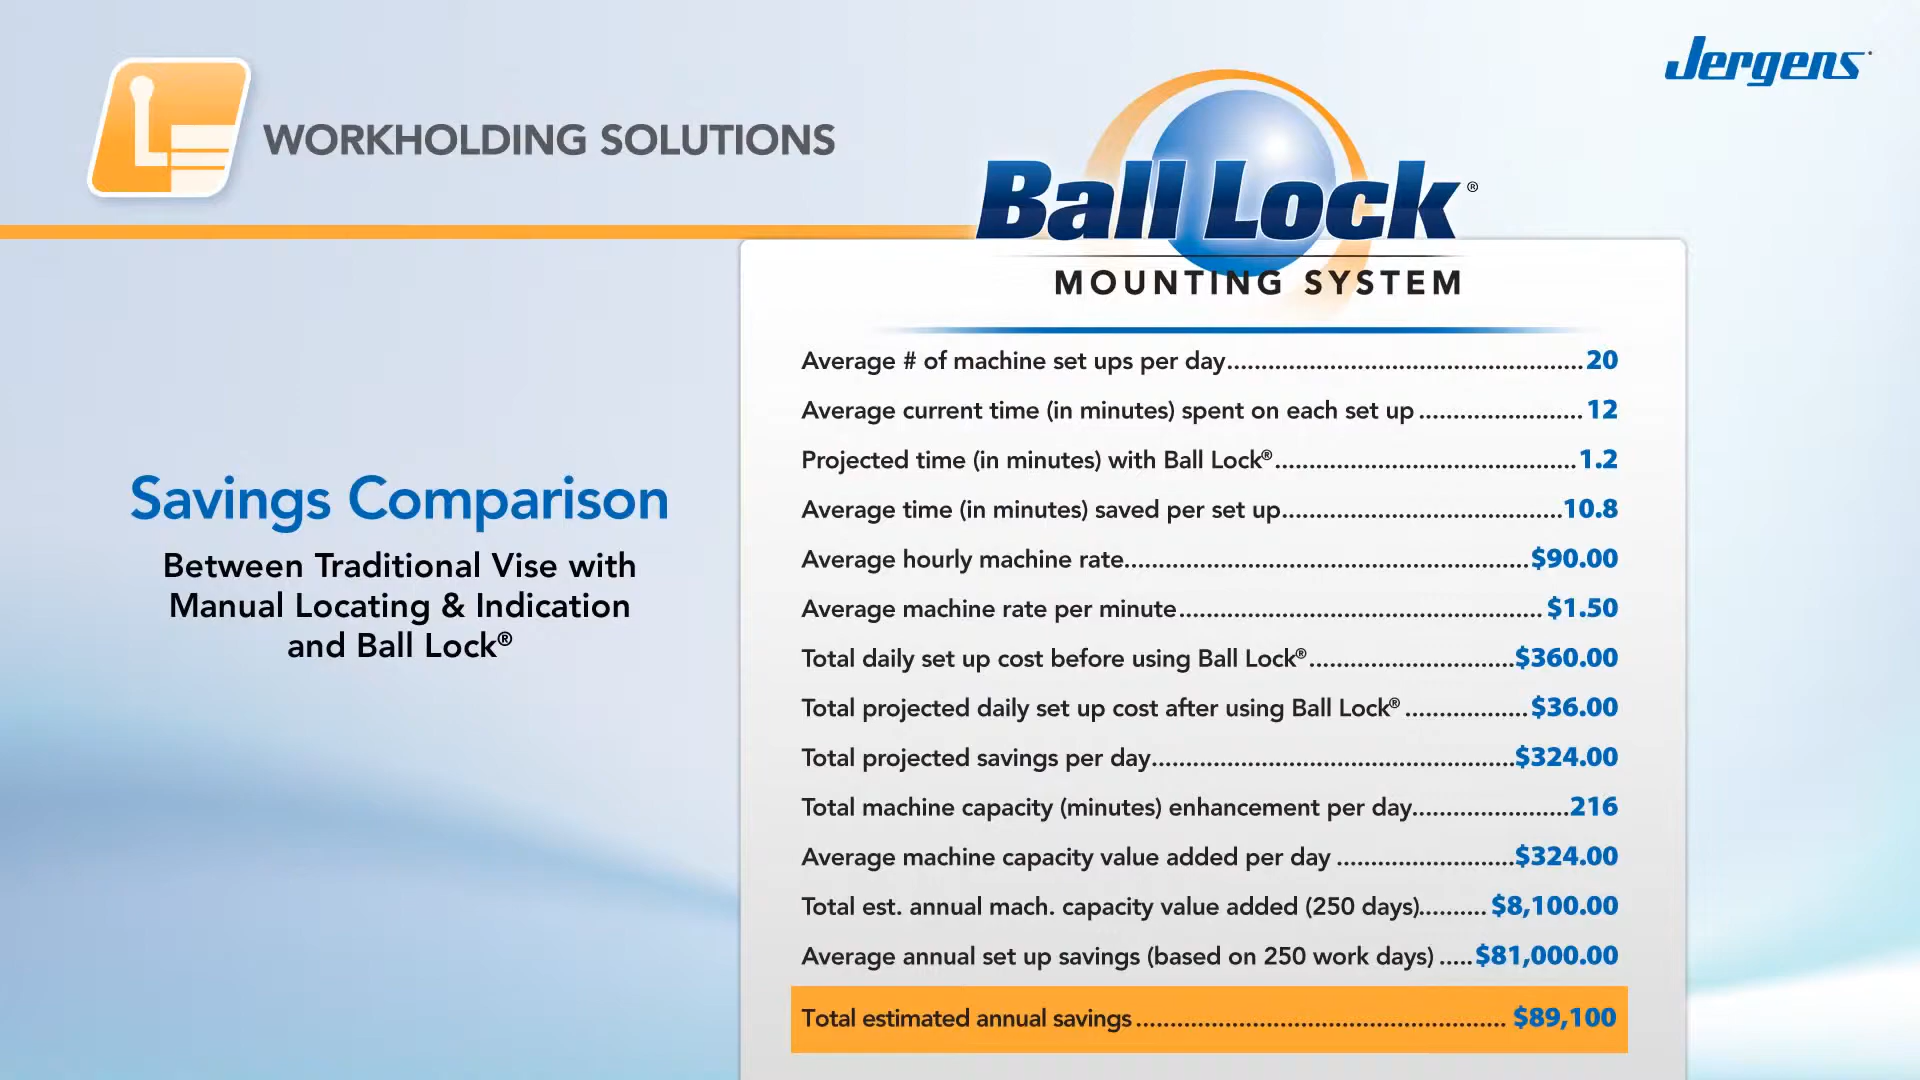 Jergens
WORKHOLDING SOLUTIONS
Ball Lock®
MOUNTING SYSTEM
Savings Comparison
Between Traditional Vise with
Manual Locating & Indication
and Ball Lock®
Average # of machine set ups per day....................................................20
Average current time (in minutes) spent on each set up ........................ 12
Projected time (in minutes) with Ball Lock®............................................ 1.2
Average time (in minutes) saved per set up.........................................10.8
Average hourly machine rate...........................................................$90.00
Average machine rate per minute..................................................... $1.50
Total daily set up cost before using Ball Lock®..............................$360.00
Total projected daily set up cost after using Ball Lock® ..................$36.00
Total projected savings per day.....................................................$324.00
Total machine capacity (minutes) enhancement per day.......................216
Average machine capacity value added per day ..........................$324.00
Total est. annual mach. capacity value added (250 days).......... $8,100.00
Average annual set up savings (based on 250 work days) .....$81,000.00
Total estimated annual savings ...................................................... $89,100